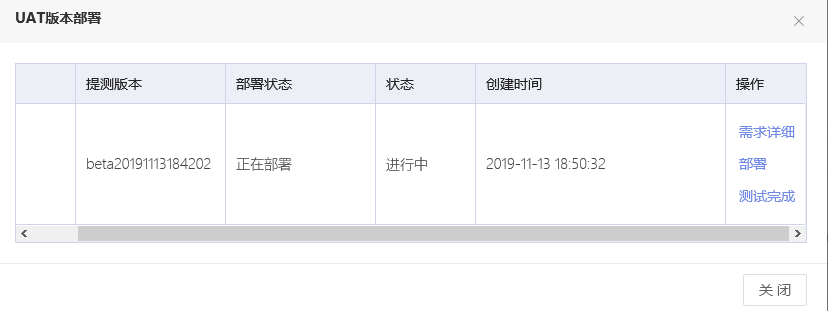 UAT版本部署
提测版本 部署状态 状态 创建时间 操作
需求详细
beta20191113184202 正在部署 进行中 2019-11-13 18:50:32 部署
测试完成
关 闭